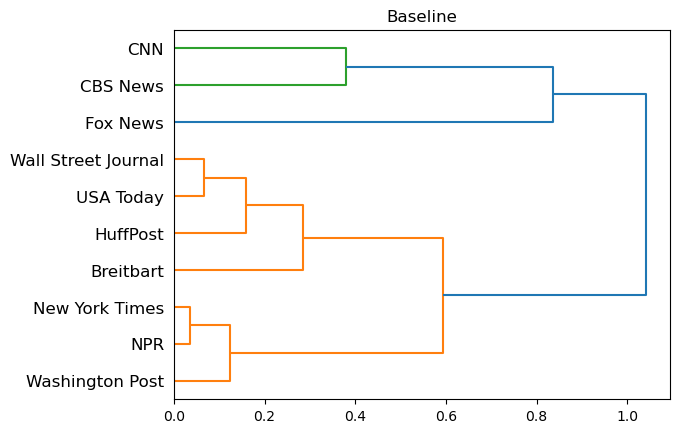 Baseline
CNN
CBS News
Fox News
Wall Street Journal
USA Today
HuffPost
Breitbart
New York Times
NPR
Washington Post
0.0 0.2 0.4 0.6 0.8 1.0